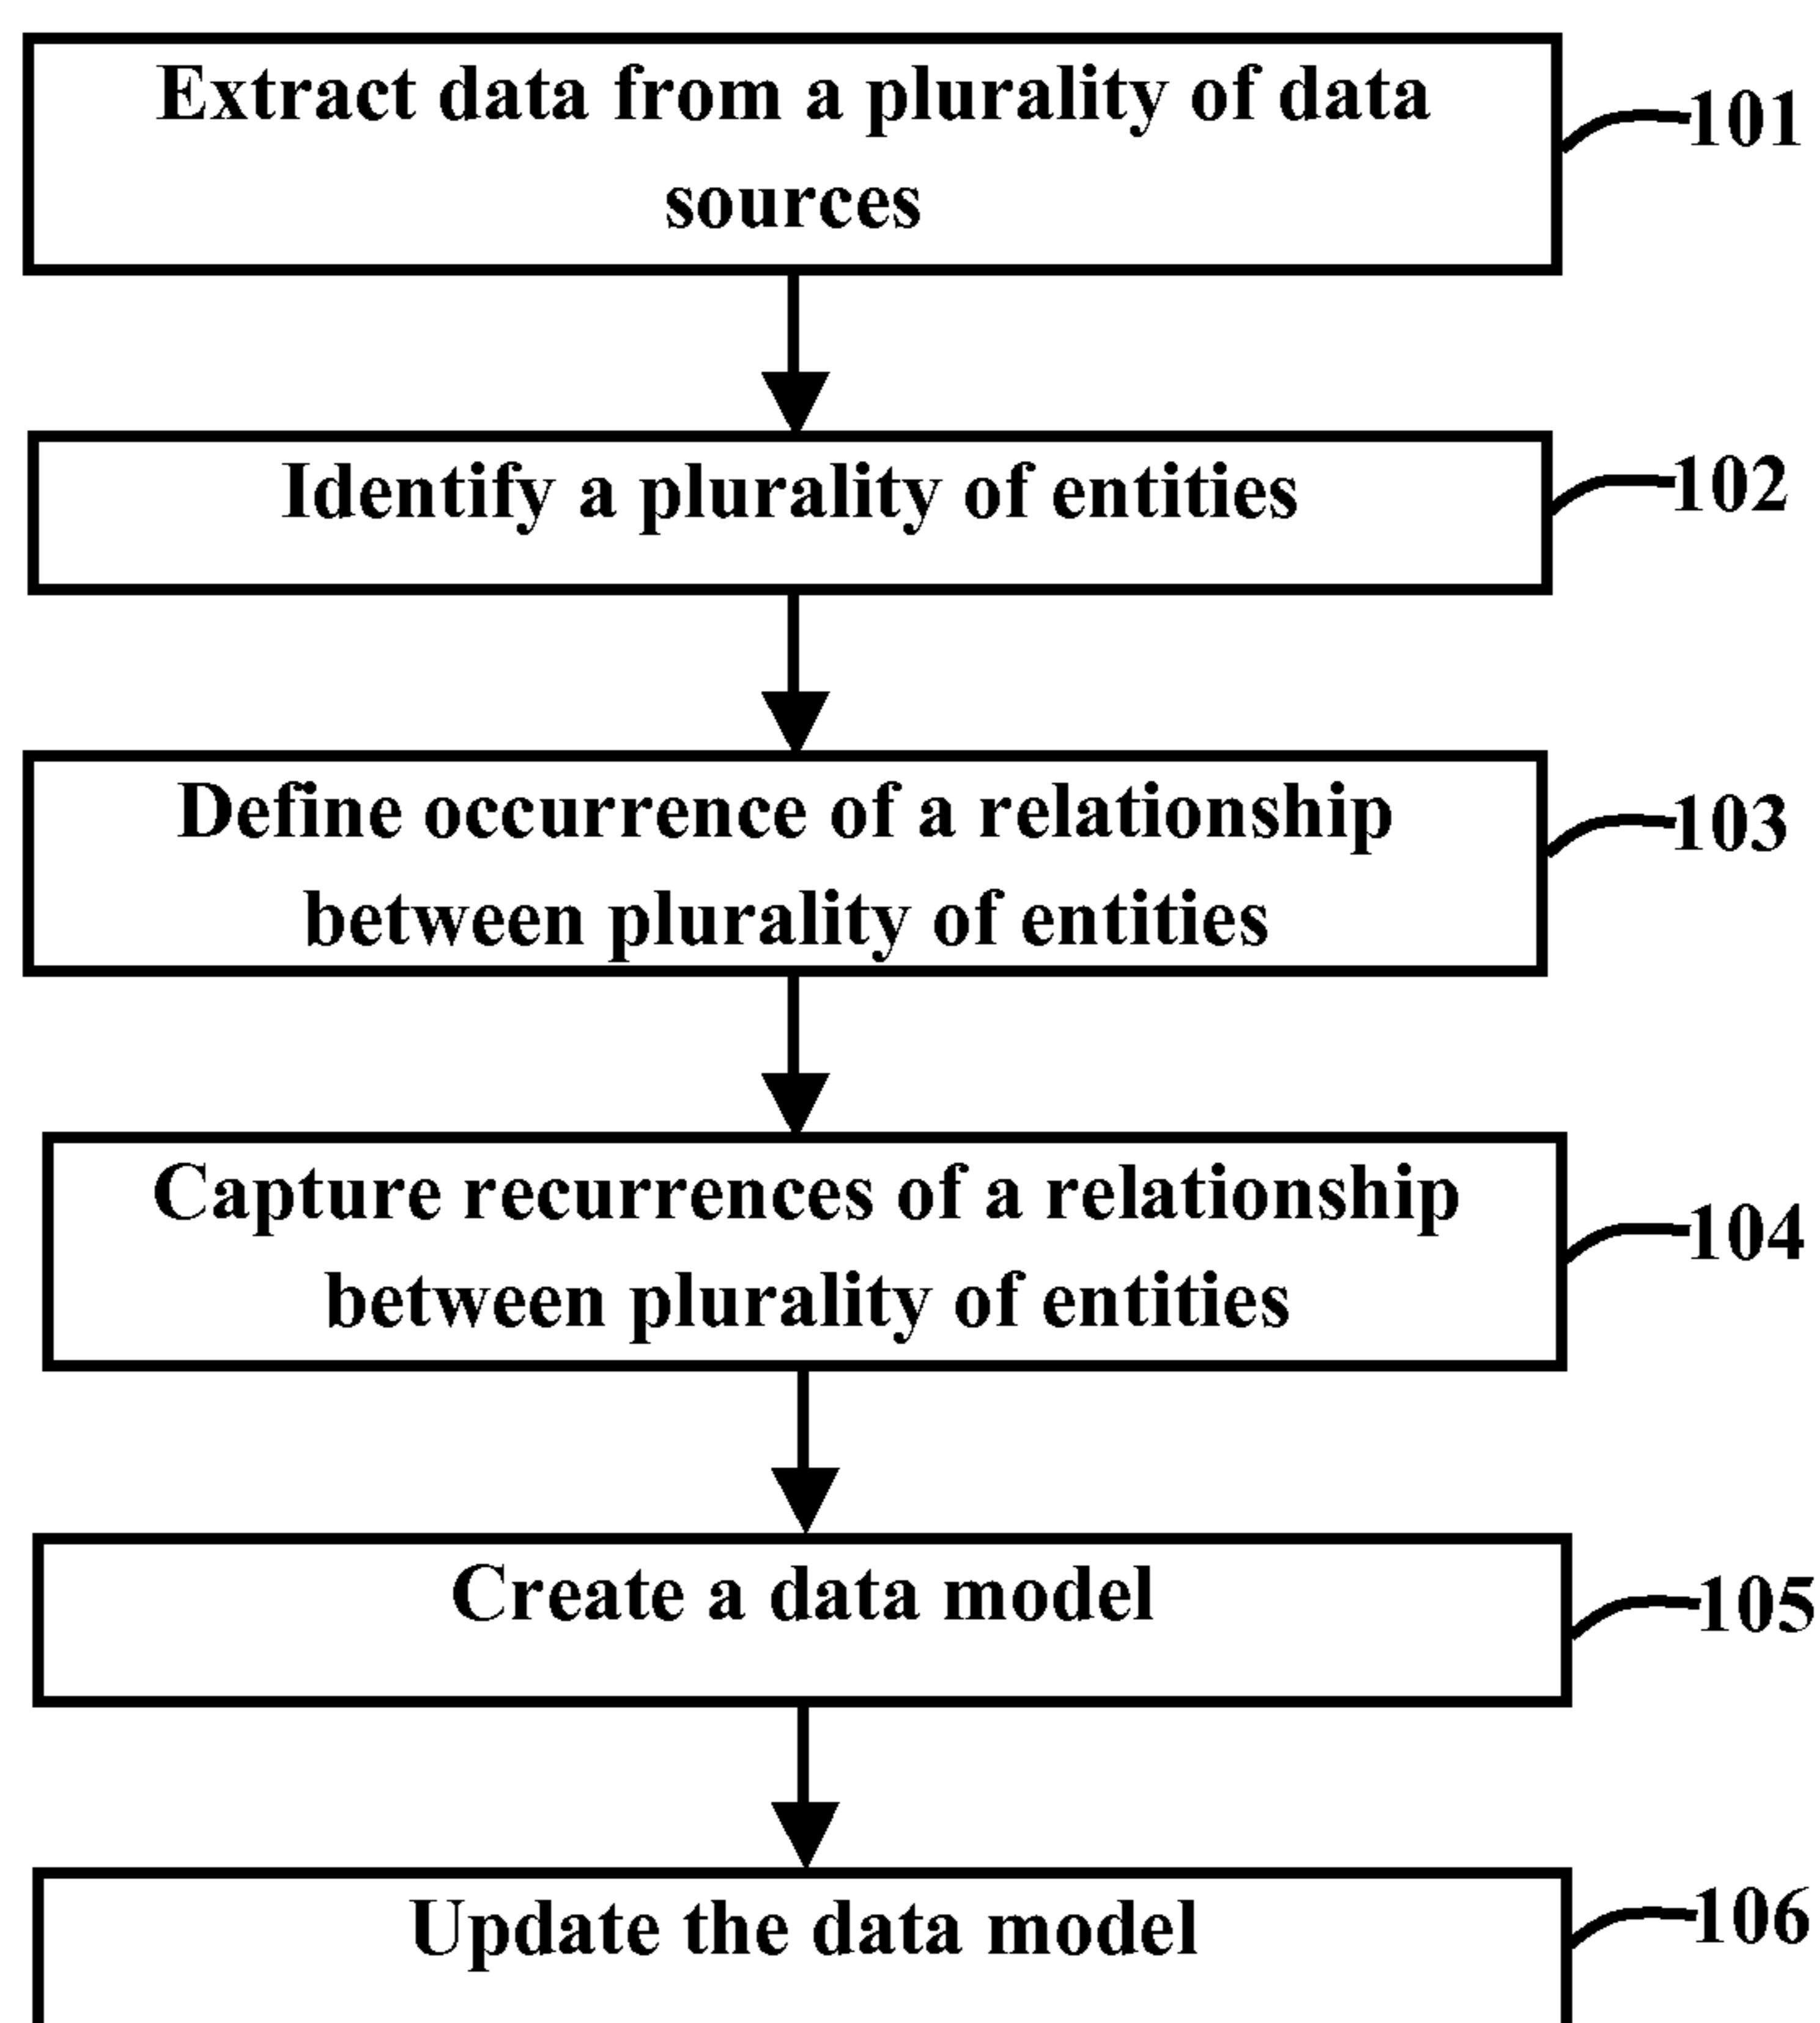 Extract data from a plurality of data
sources
101
Identify a plurality of entities
102
Define occurrence of a relationship
between plurality of entities
103
Capture recurrences of a relationship
between plurality of entities
104
Create a data model
105
Update the data model
106